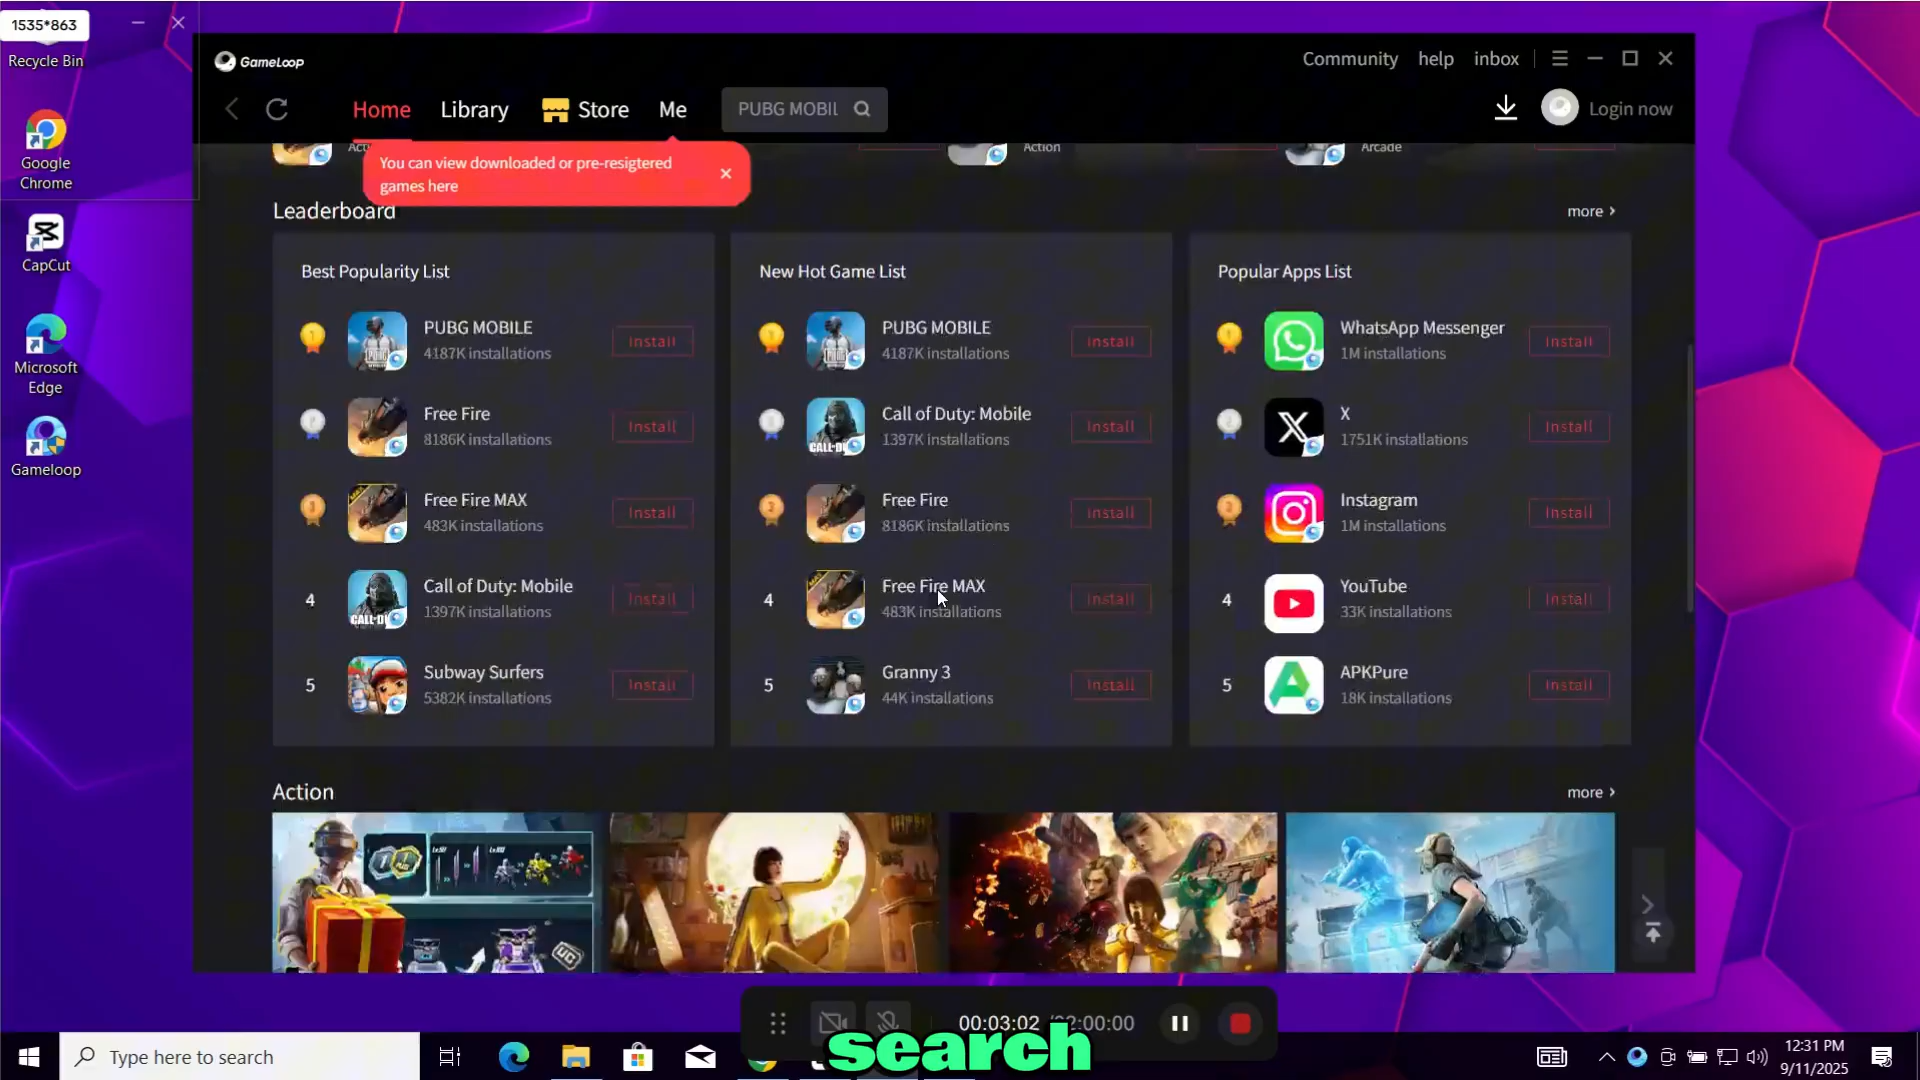 1535*863
Recycle Bin
Google
Chrome
CapCut
Microsoft
Edge
Gameloop
GameLoop
Community
help
inbox
Home
Library
Store
Me
PUBG MOBIL
Login now
Action
Arcade
You can view downloaded or pre-resigtered
games here
Leaderboard
more
Best Popularity List
PUBG MOBILE
4187K installations
Install
Free Fire
8186K installations
Install
Free Fire MAX
483K installations
Install
4
Call of Duty: Mobile
1397K installations
Install
5
Subway Surfers
5382K installations
Install
New Hot Game List
PUBG MOBILE
4187K installations
Install
Call of Duty: Mobile
1397K installations
Install
Free Fire
8186K installations
Install
4
Free Fire MAX
483K installations
Install
5
Granny 3
44K installations
Install
Popular Apps List
WhatsApp Messenger
1M installations
Install
X
1751K installations
Install
Instagram
1M installations
Install
4
YouTube
33K installations
Install
5
APKPure
18K installations
Install
Action
more
00:03:02 /02:00:00
search
Type here to search
12:31 PM
9/11/2025